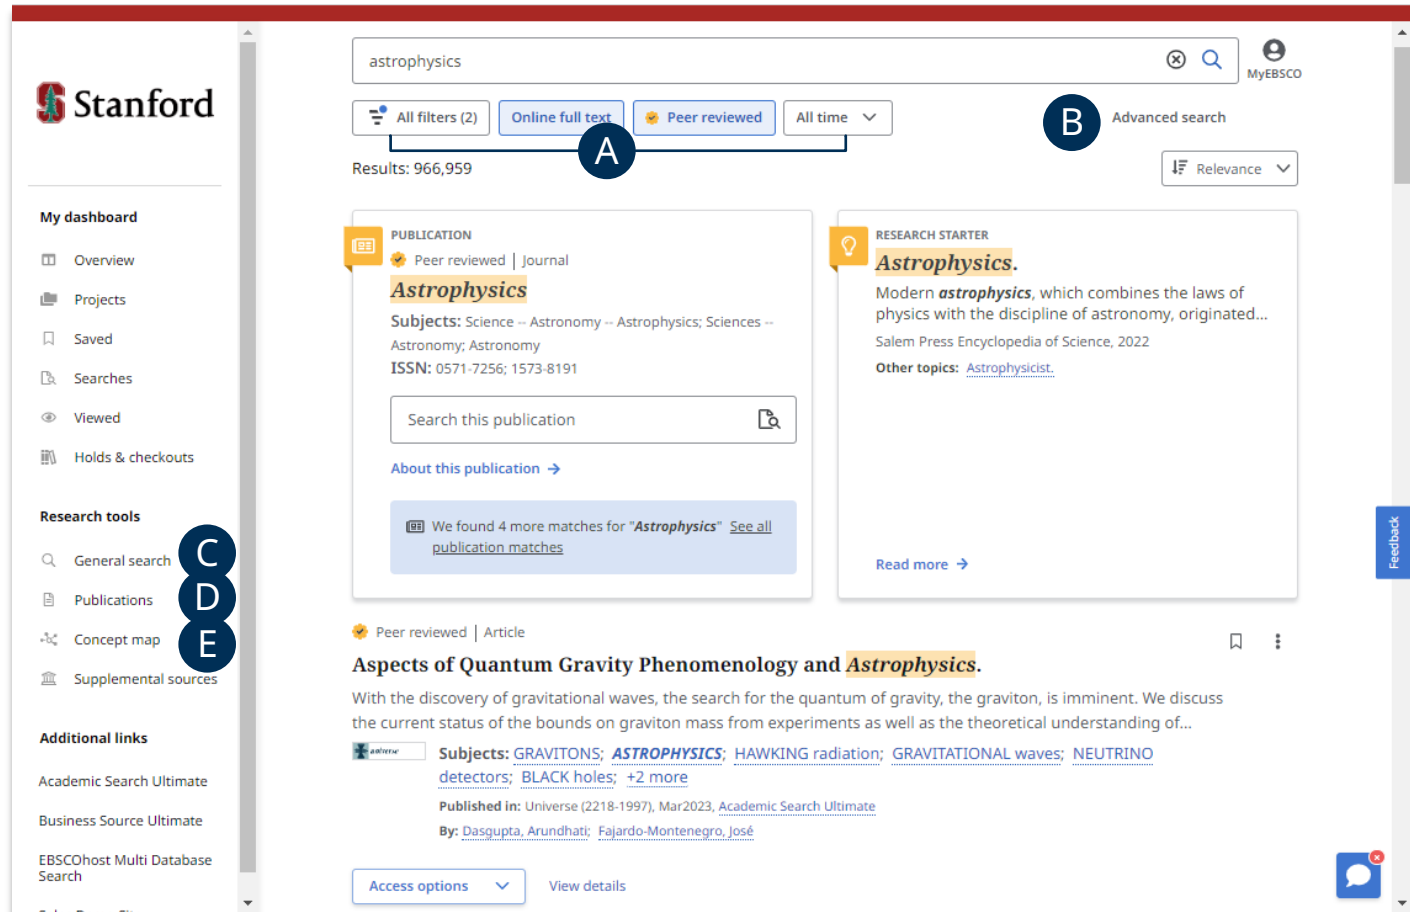 Stanford
My dashboard
Overview
Projects
Saved
Searches
Viewed
Holds & checkouts
Research tools
General search
C
Publications
D
Concept map
E
Supplemental sources
Additional links
Academic Search Ultimate
Business Source Ultimate
EBSCOhost Multi Database
Search
astrophysics
MyEBSCO
All filters (2)
Online full text
Peer reviewed
All time
A
B
Advanced search
Results: 966,959
Relevance
PUBLICATION
Peer reviewed | Journal
Astrophysics
Subjects: Science -- Astronomy -- Astrophysics; Sciences --
Astronomy; Astronomy
ISSN: 0571-7256; 1573-8191
Search this publication
About this publication
We found 4 more matches for "Astrophysics" See all
publication matches
RESEARCH STARTER
Astrophysics.
Modern astrophysics, which combines the laws of
physics with the discipline of astronomy, originated...
Salem Press Encyclopedia of Science, 2022
Other topics: Astrophysicist.
Read more
Feedback
Peer reviewed | Article
Aspects of Quantum Gravity Phenomenology and Astrophysics.
With the discovery of gravitational waves, the search for the quantum of gravity, the graviton, is imminent. We discuss
the current status of the bounds on graviton mass from experiments as well as the theoretical understanding of...
Subjects: GRAVITONS; ASTROPHYSICS; HAWKING radiation; GRAVITATIONAL waves; NEUTRINO
detectors; BLACK holes; +2 more
Published in: Universe (2218-1997), Mar2023, Academic Search Ultimate
By: Dasgupta, Arundhati; Fajardo-Montenegro, José
Access options
View details